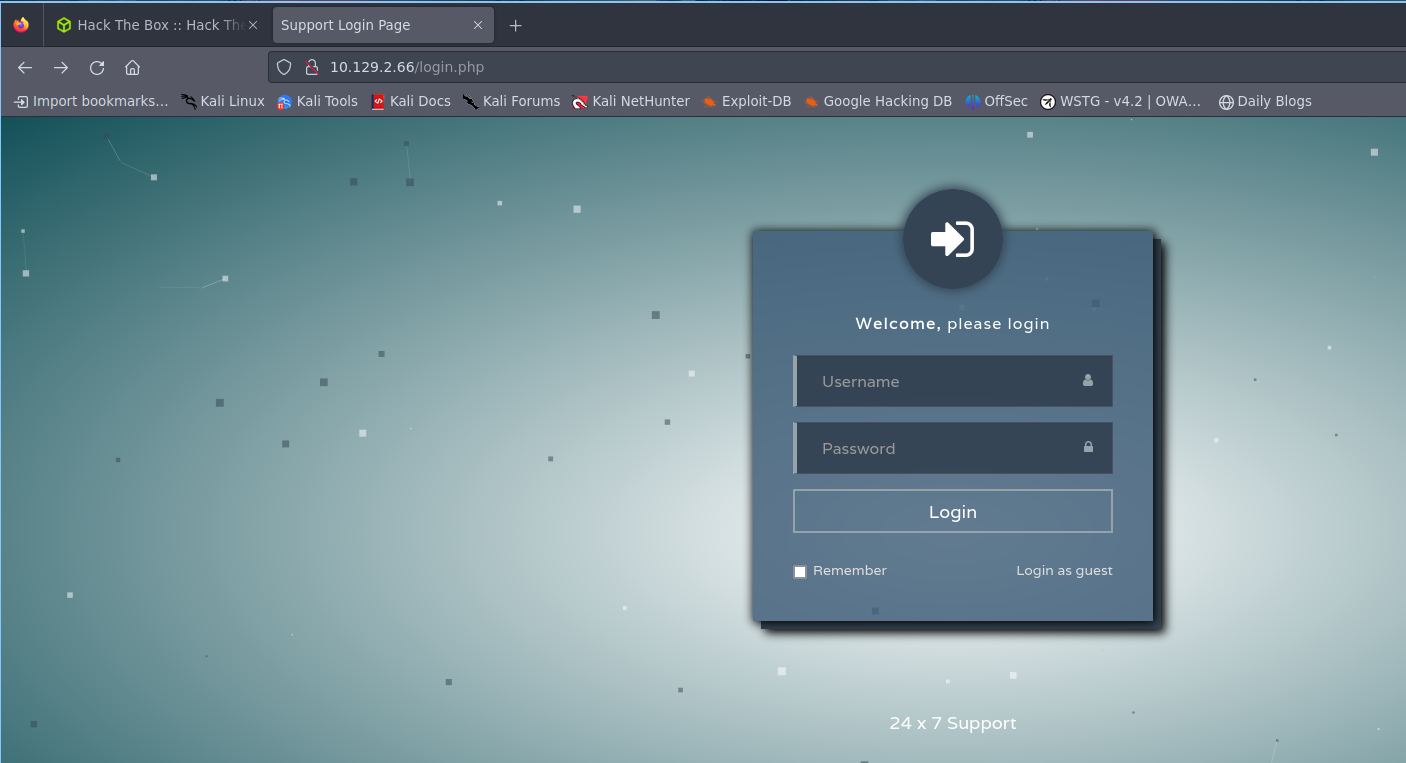 Hack The Box :: Hack The
Support Login Page
10.129.2.66/login.php
Import bookmarks... Kali Linux Kali Tools Kali Docs Kali Forums Kali NetHunter Exploit-DB Google Hacking DB OffSec WSTG - v4.2 | OWA... Daily Blogs
Welcome, please login
Username
Password
Login
Remember Login as guest
24 x 7 Support